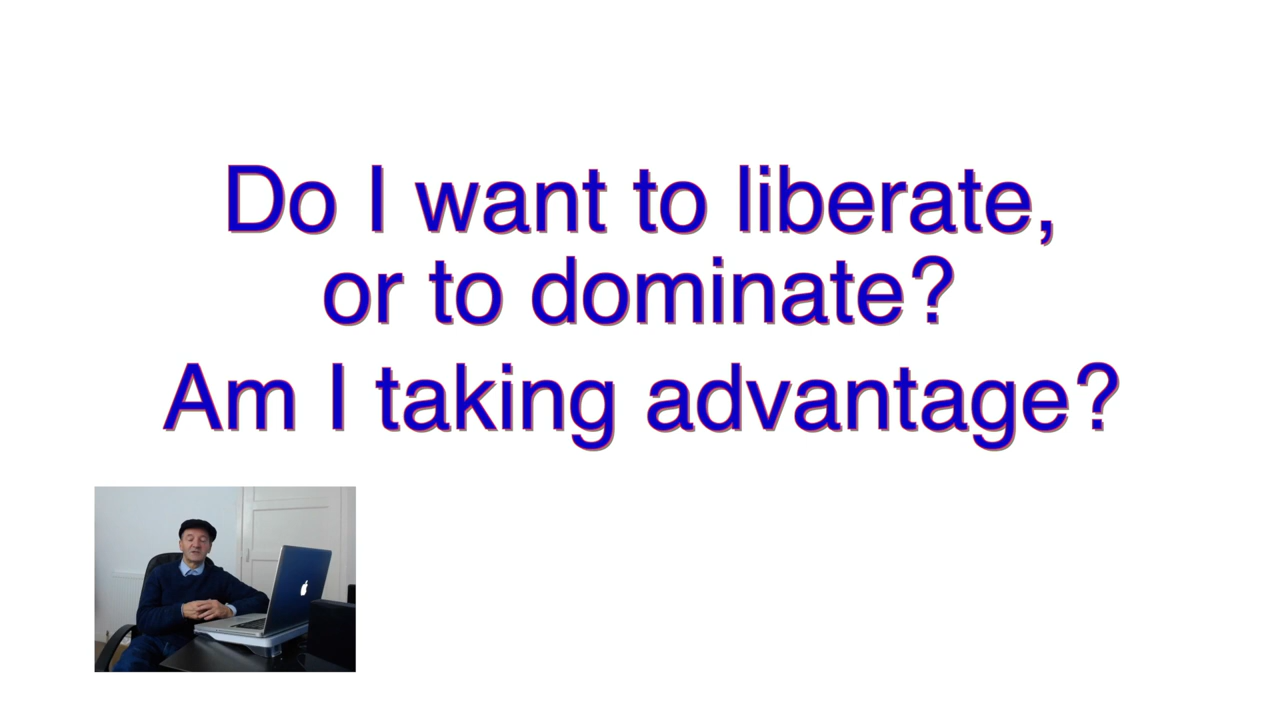 Do I want to liberate,
or to dominate?
Am I taking advantage?